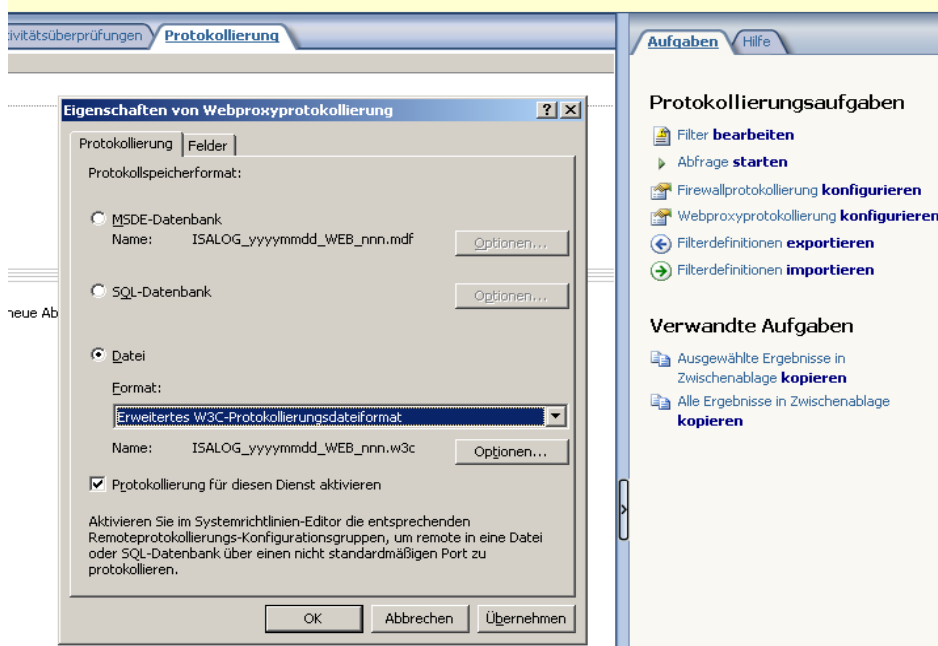 Protokollierung
Aufgaben
Hilfe
Eigenschaften von Webproxyprotokollierung
Protokollierung
Felder
Protokollspeicherformat:
MSDE-Datenbank
Name: ISALOG_yyyymmdd_WEB_nnn.mdf
Optionen...
SQL-Datenbank
Optionen...
neue Ab
Datei
Format:
Erweitertes W3C-Protokollierungsdateiformat
Name: ISALOG_yyyymmdd_WEB_nnn.w3c
Optionen...
Protokollierung für diesen Dienst aktivieren
Aktivieren Sie im Systemrichtlinien-Editor die entsprechenden
Remoteprotokollierungs-Konfigurationsgruppen, um remote in eine Datei
oder SQL-Datenbank über einen nicht standardmäßigen Port zu
protokollieren.
OK
Abbrechen
Übernehmen
Protokollierungsaufgaben
Filter bearbeiten
Abfrage starten
Firewallprotokollierung konfigurieren
Webproxyprotokollierung konfigurieren
Filterdefinitionen exportieren
Filterdefinitionen importieren
Verwandte Aufgaben
Ausgewählte Ergebnisse in
Zwischenablage kopieren
Alle Ergebnisse in Zwischenablage
kopieren